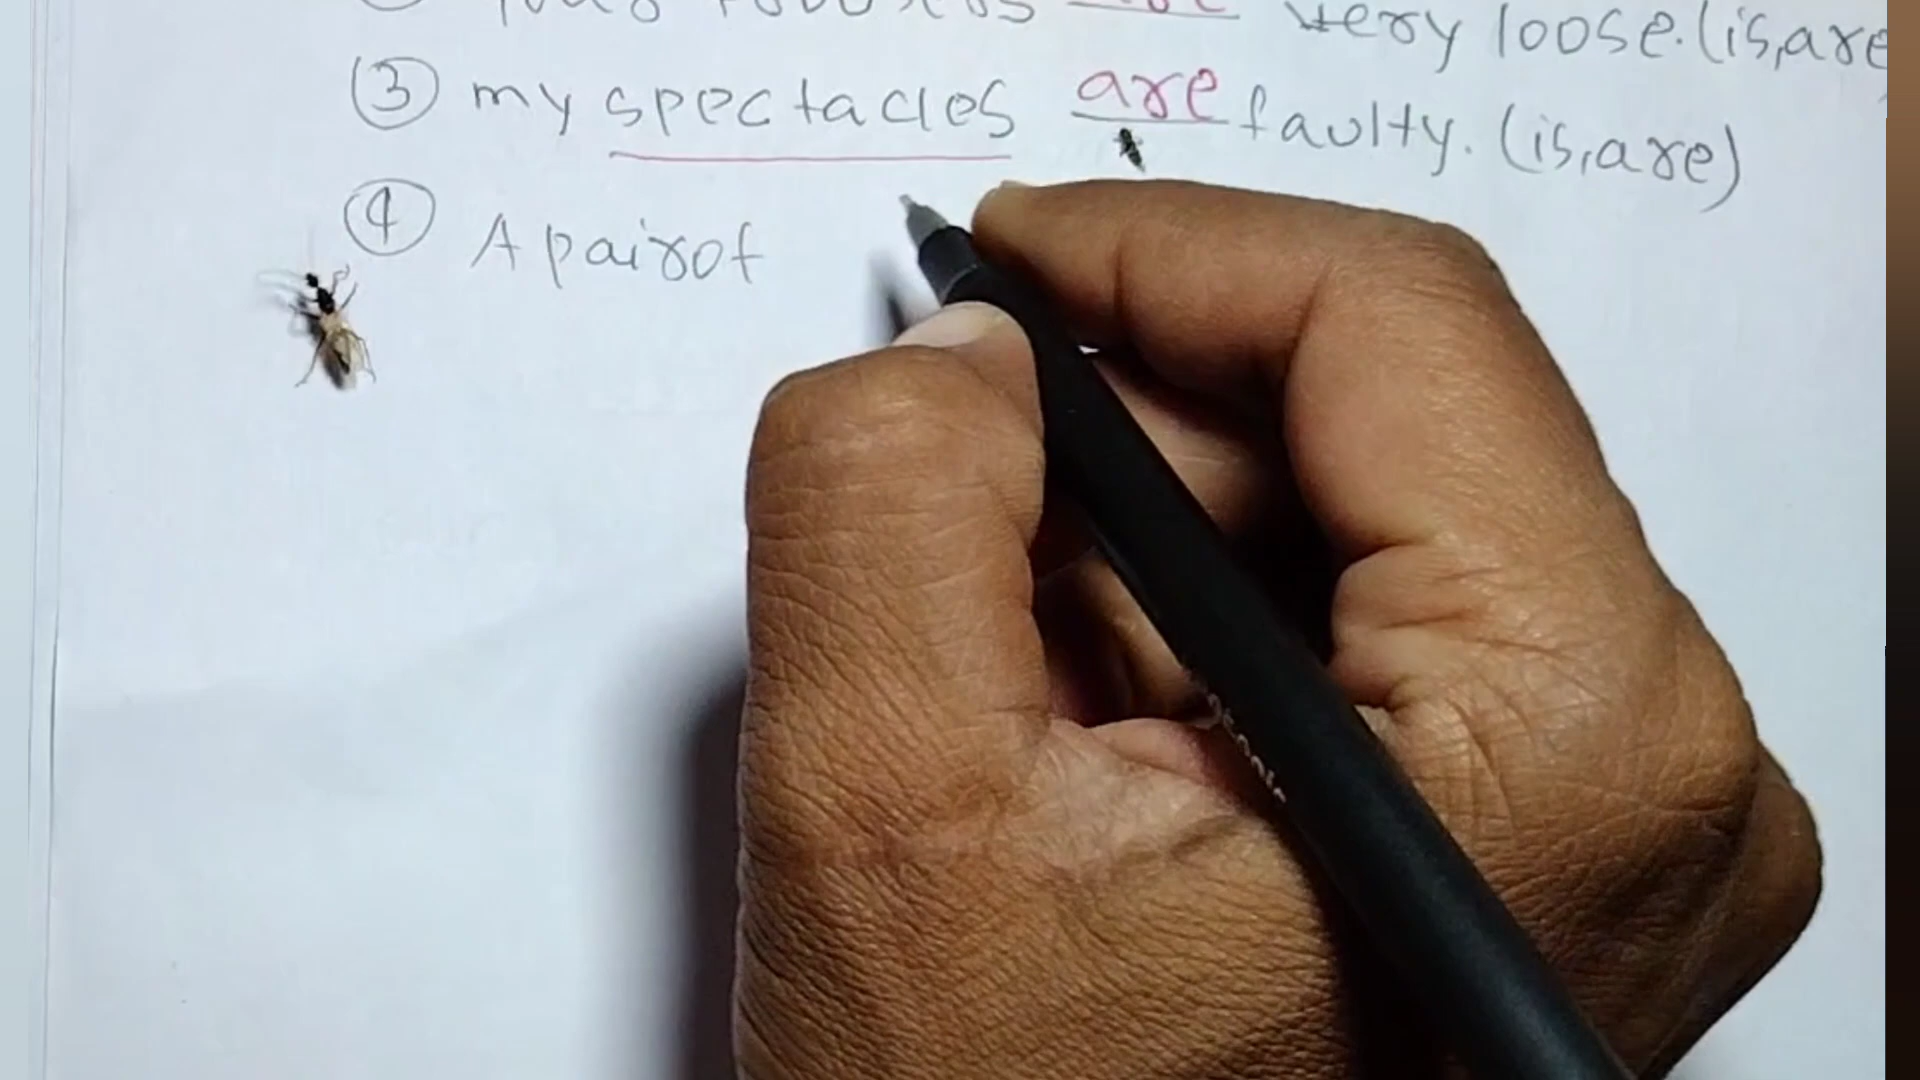 very loose. (is, are
③ my spectacles are faulty. (is, are)
④ A pair of